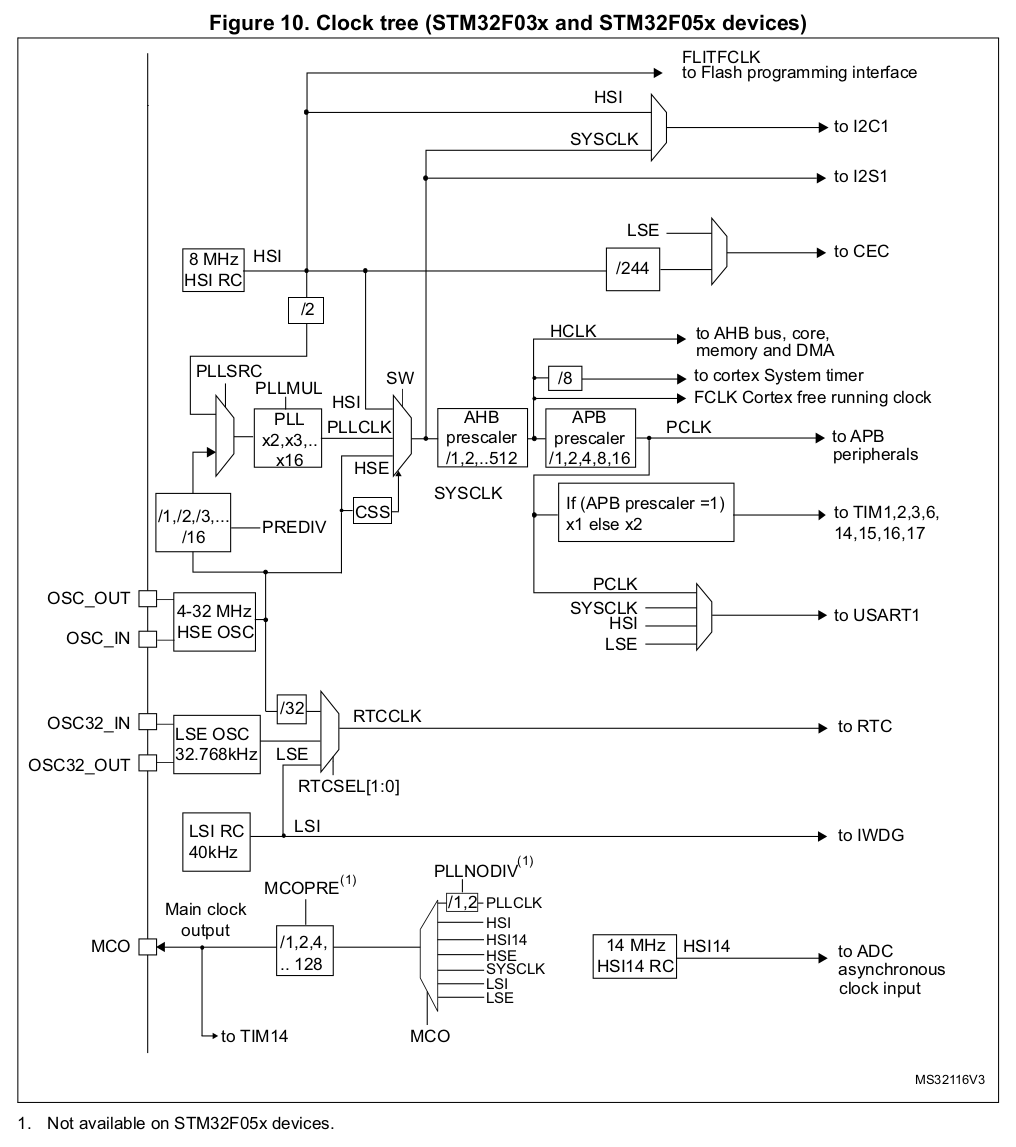 Figure 10. Clock tree (STM32F03x and STM32F05x devices)
FLITFCLK
to Flash programming interface
HSI
to I2C1
SYSCLK
to I2S1
LSE
to CEC
8 MHz
HSI RC
HSI
/244
/2
HCLK
to AHB bus, core,
memory and DMA
/8
to cortex System timer
FCLK Cortex free running clock
PLLSRC
PLLMUL
SW
HSI
PLL
x2,x3,..
x16
PLLCLK
HSE
AHB
prescaler
/1,2,..512
APB
prescaler
/1,2,4,8,16
PCLK
to APB
peripherals
SYSCLK
CSS
/1,/2,/3,...
/16
PREDIV
If (APB prescaler =1)
x1 else x2
to TIM1,2,3,6,
14,15,16,17
OSC_OUT
OSC_IN
4-32 MHz
HSE OSC
PCLK
SYSCLK
HSI
LSE
to USART1
/32
RTCCLK
to RTC
OSC32_IN
OSC32_OUT
LSE OSC
32.768kHz
LSE
RTCSEL[1:0]
LSI RC
40kHz
LSI
to IWDG
PLLNODIV(1)
MCOPRE(1)
/1,2
PLLCLK
HSI
HSI14
HSE
SYSCLK
LSI
LSE
Main clock
output
MCO
/1,2,4,
.. 128
14 MHz
HSI14 RC
HSI14
to ADC
asynchronous
clock input
to TIM14
MCO
MS32116V3
1. Not available on STM32F05x devices.